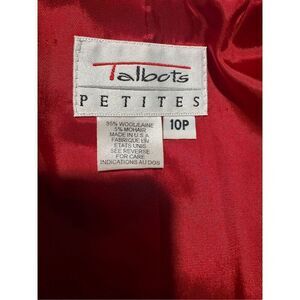 Talbots
PETITES
10P
95% WOOL/LAINE
5% MOHAIR
MADE IN U S A
FABRIQUE EN
ETATS UNIS
SEE REVERSE
FOR CARE
INDICATIONS AU DOS